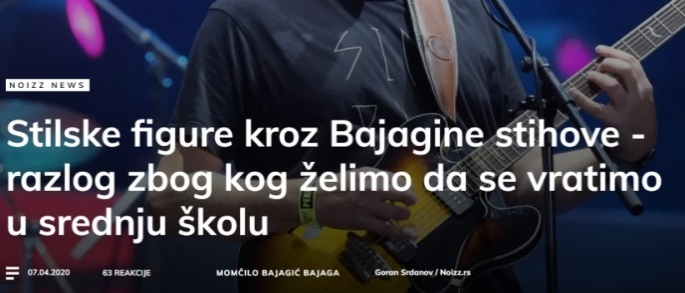 NOIZZ NEWS
Stilske figure kroz Bajagine stihove -
razlog zbog kog želimo da se vratimo
u srednju školu
07.04.2020 63 REAKCIJE MOMČILO BAJAGIĆ BAJAGA Goran Srdanov / Noizz.rs